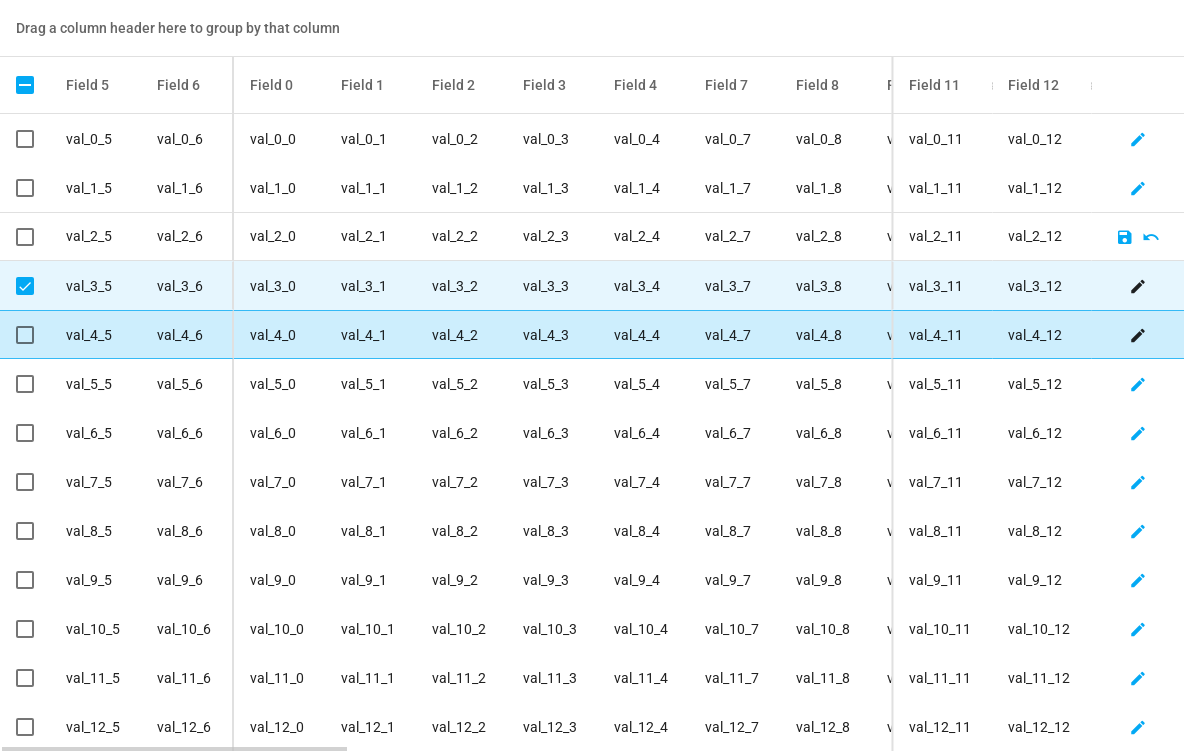 Drag a column header here to group by that column
Field 5 Field 6 Field 0 Field 1 Field 2 Field 3 Field 4 Field 7 Field 8 Field 11 Field 12
val_0_5 val_0_6 val_0_0 val_0_1 val_0_2 val_0_3 val_0_4 val_0_7 val_0_8 val_0_11 val_0_12
val_1_5 val_1_6 val_1_0 val_1_1 val_1_2 val_1_3 val_1_4 val_1_7 val_1_8 val_1_11 val_1_12
val_2_5 val_2_6 val_2_0 val_2_1 val_2_2 val_2_3 val_2_4 val_2_7 val_2_8 val_2_11 val_2_12
val_3_5 val_3_6 val_3_0 val_3_1 val_3_2 val_3_3 val_3_4 val_3_7 val_3_8 val_3_11 val_3_12
val_4_5 val_4_6 val_4_0 val_4_1 val_4_2 val_4_3 val_4_4 val_4_7 val_4_8 val_4_11 val_4_12
val_5_5 val_5_6 val_5_0 val_5_1 val_5_2 val_5_3 val_5_4 val_5_7 val_5_8 val_5_11 val_5_12
val_6_5 val_6_6 val_6_0 val_6_1 val_6_2 val_6_3 val_6_4 val_6_7 val_6_8 val_6_11 val_6_12
val_7_5 val_7_6 val_7_0 val_7_1 val_7_2 val_7_3 val_7_4 val_7_7 val_7_8 val_7_11 val_7_12
val_8_5 val_8_6 val_8_0 val_8_1 val_8_2 val_8_3 val_8_4 val_8_7 val_8_8 val_8_11 val_8_12
val_9_5 val_9_6 val_9_0 val_9_1 val_9_2 val_9_3 val_9_4 val_9_7 val_9_8 val_9_11 val_9_12
val_10_5 val_10_6 val_10_0 val_10_1 val_10_2 val_10_3 val_10_4 val_10_7 val_10_8 val_10_11 val_10_12
val_11_5 val_11_6 val_11_0 val_11_1 val_11_2 val_11_3 val_11_4 val_11_7 val_11_8 val_11_11 val_11_12
val_12_5 val_12_6 val_12_0 val_12_1 val_12_2 val_12_3 val_12_4 val_12_7 val_12_8 val_12_11 val_12_12